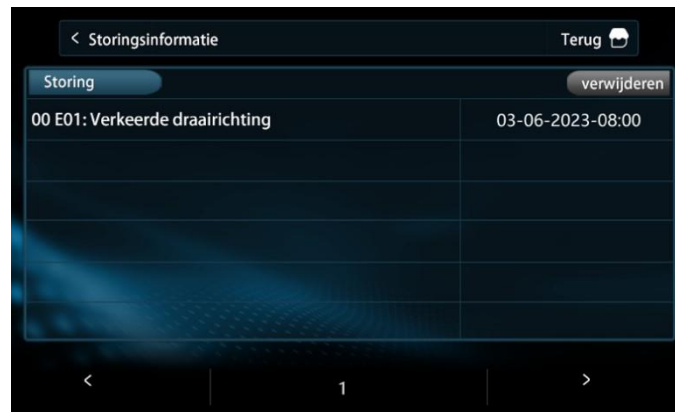 < Storingsinformatie Terug
Storing verwijderen
00 E01: Verkeerde draairichting 03-06-2023-08:00
< 1 >